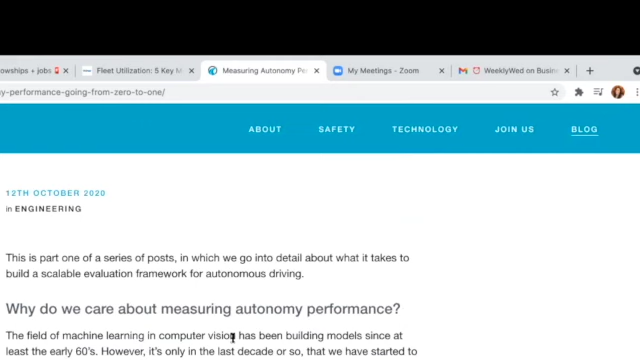 owships + jobs
Fleet Utilization: 5 Key M
Measuring Autonomy Per
My Meetings - Zoom
WeeklyWed on Busine
y-performance-going-from-zero-to-one/
ABOUT SAFETY TECHNOLOGY JOIN US BLOG
12TH OCTOBER 2020
in ENGINEERING
This is part one of a series of posts, in which we go into detail about what it takes to
build a scalable evaluation framework for autonomous driving.
Why do we care about measuring autonomy performance?
The field of machine learning in computer vision has been building models since at
least the early 60's. However, it's only in the last decade or so, that we have started to